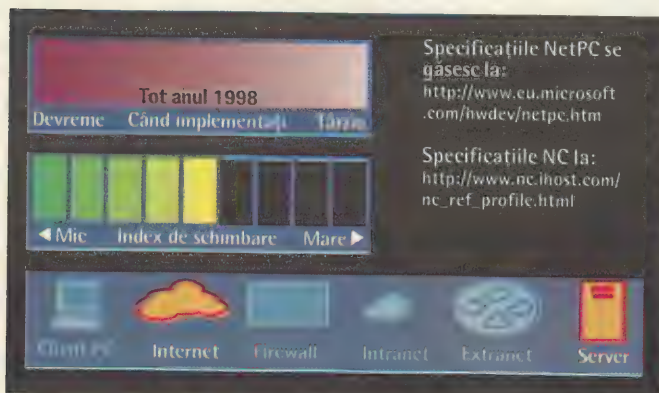 Tot anul 1998
Devreme Când implementați Târziu
Mic Index de schimbare Mare
Specificațiile NetPC se
găsesc la:
http://www.eu.microsoft
.com/hwdev/netpc.htm
Specificațiile NC la:
http://www.nc.ihost.com/
nc_ref_profile.html
Client PC Internet Firewall Intranet Extranet Server